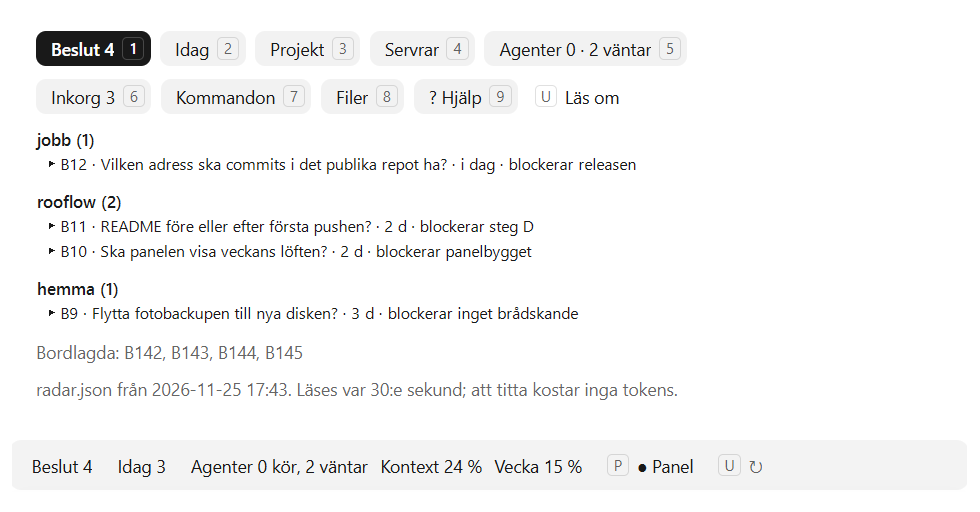 Beslut 4 1 Idag 2 Projekt 3 Servrar 4 Agenter 0 · 2 väntar 5
Inkorg 3 6 Kommandon 7 Filer 8 ? Hjälp 9 U Läs om
jobb (1)
▸ B12 · Vilken adress ska commits i det publika repot ha? · i dag · blockerar releasen
rooflow (2)
▸ B11 · README före eller efter första pushen? · 2 d · blockerar steg D
▸ B10 · Ska panelen visa veckans löften? · 2 d · blockerar panelbygget
hemma (1)
▸ B9 · Flytta fotobackupen till nya disken? · 3 d · blockerar inget brådskande
Bordlagda: B142, B143, B144, B145
radar.json från 2026-11-25 17:43. Läses var 30:e sekund; att titta kostar inga tokens.
Beslut 4 Idag 3 Agenter 0 kör, 2 väntar Kontext 24 % Vecka 15 % P ● Panel U ↻